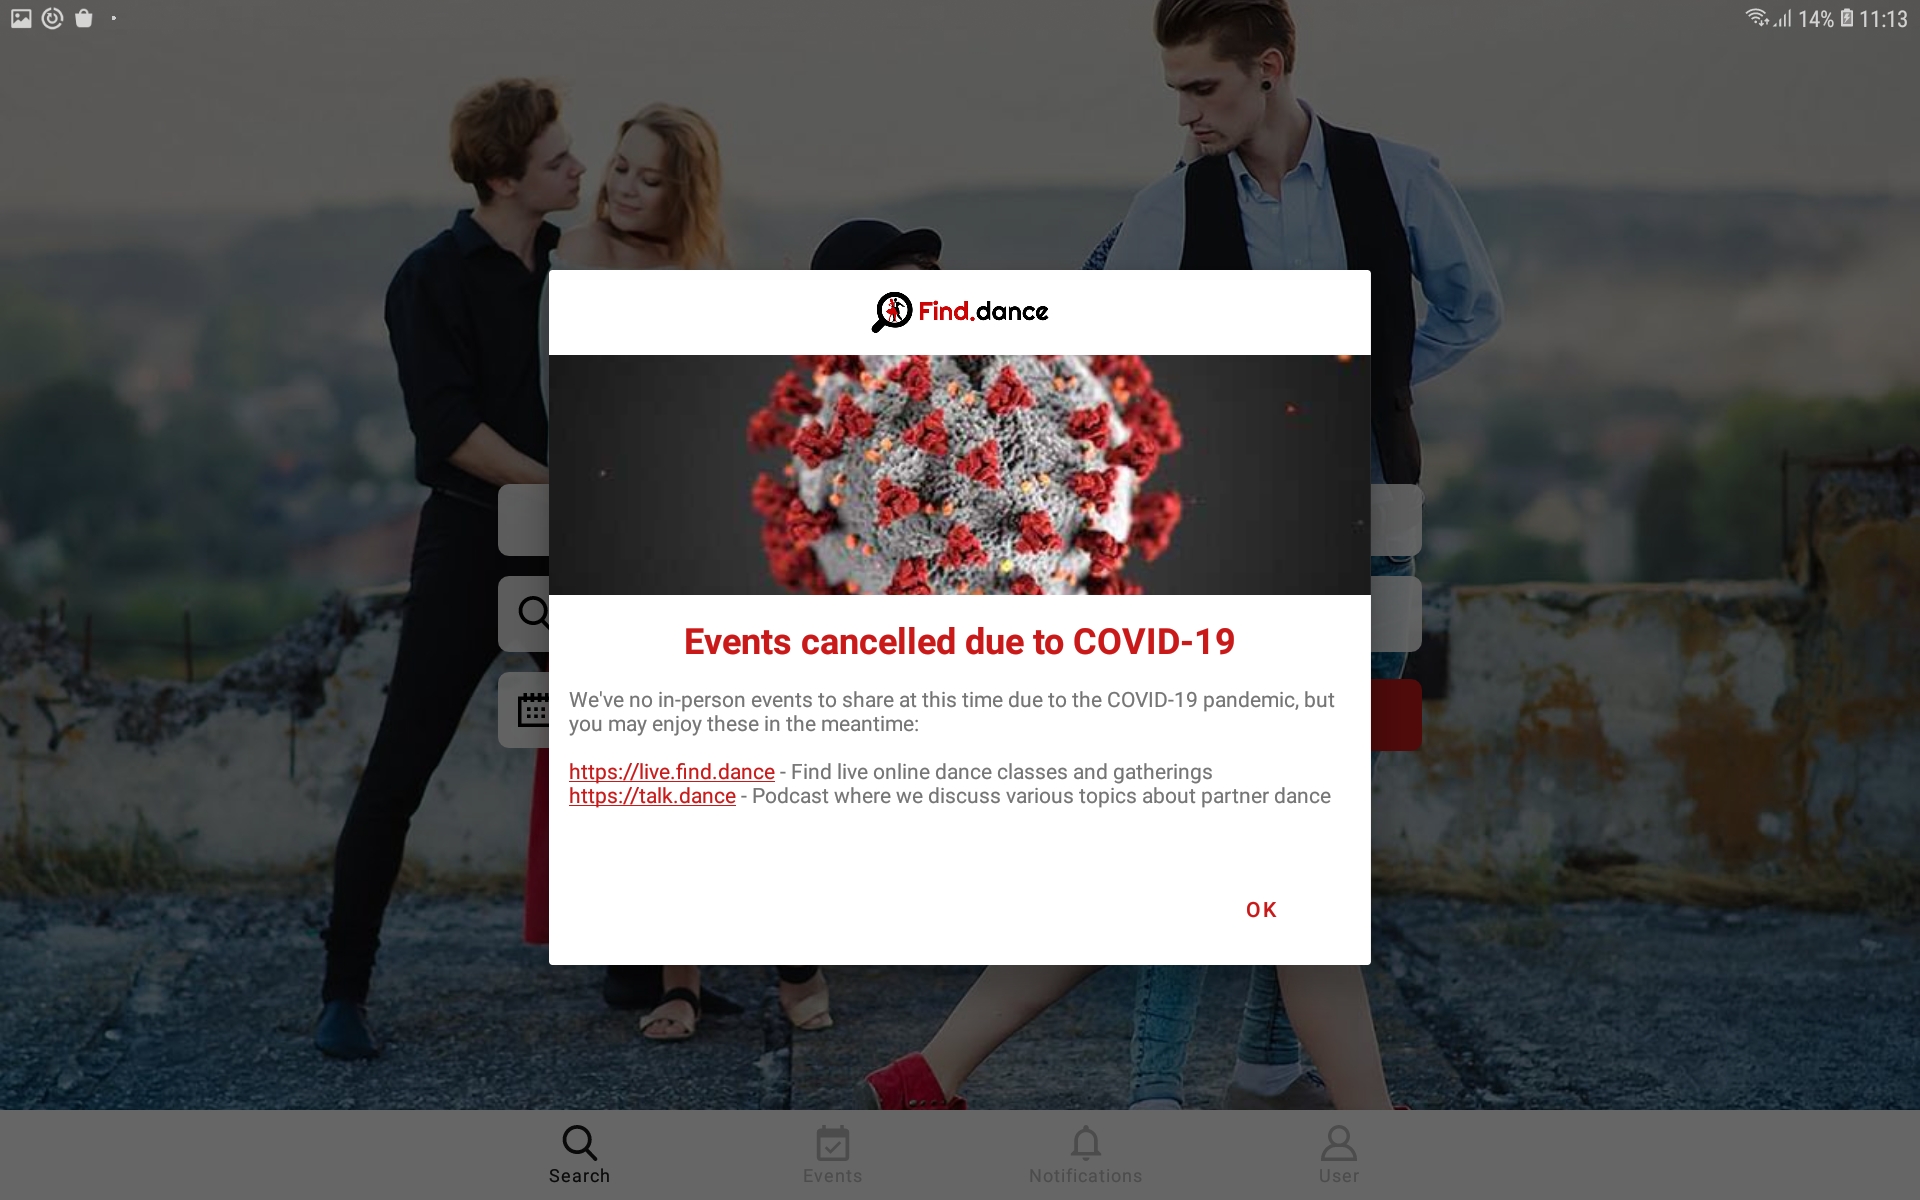 14% 11:13
Find.dance
Events cancelled due to COVID-19
We've no in-person events to share at this time due to the COVID-19 pandemic, but
you may enjoy these in the meantime:
https://live.find.dance - Find live online dance classes and gatherings
https://talk.dance - Podcast where we discuss various topics about partner dance
OK
Search
Events
Notifications
User